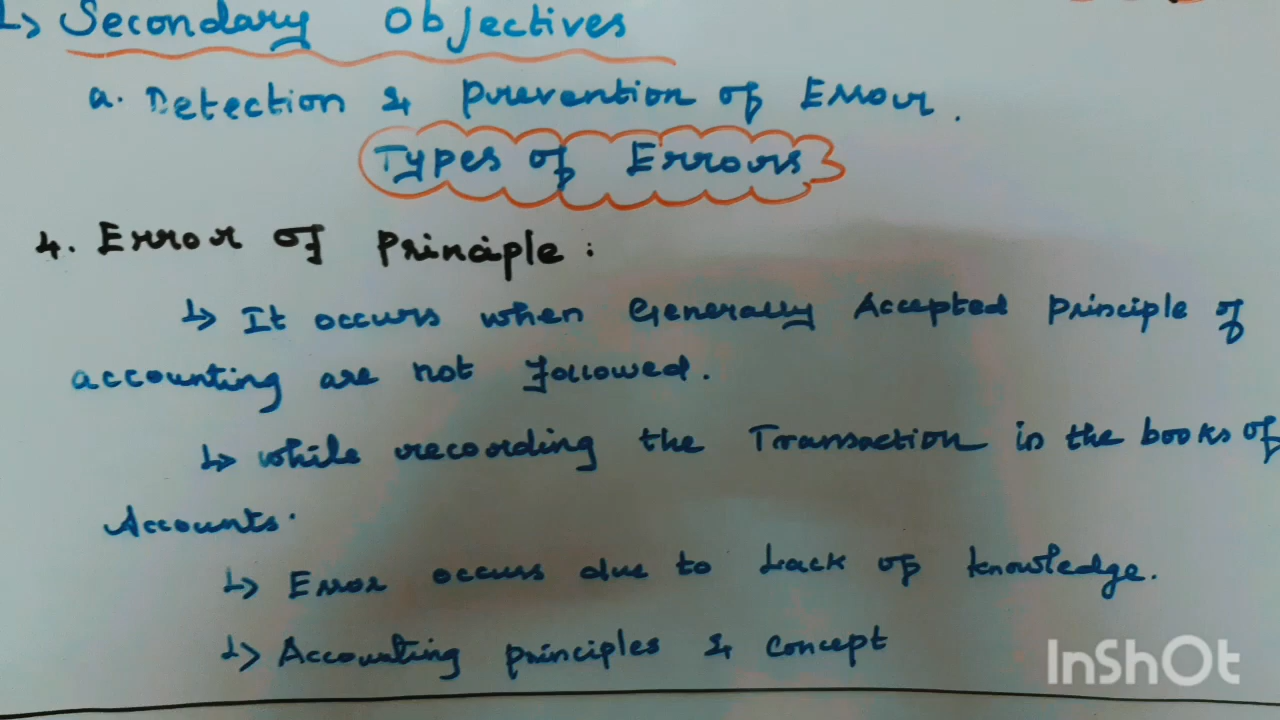 ↳ Secondary Objectives
a. Detection & prevention of Error.
Types of Errors
4. Error of Principle:
↳ It occurs when Generally Accepted principle of
accounting are not followed.
↳ while recording the Transaction in the books of
Accounts.
↳ Error occurs due to Lack of knowledge.
↳ Accounting principles & concept
InShOt